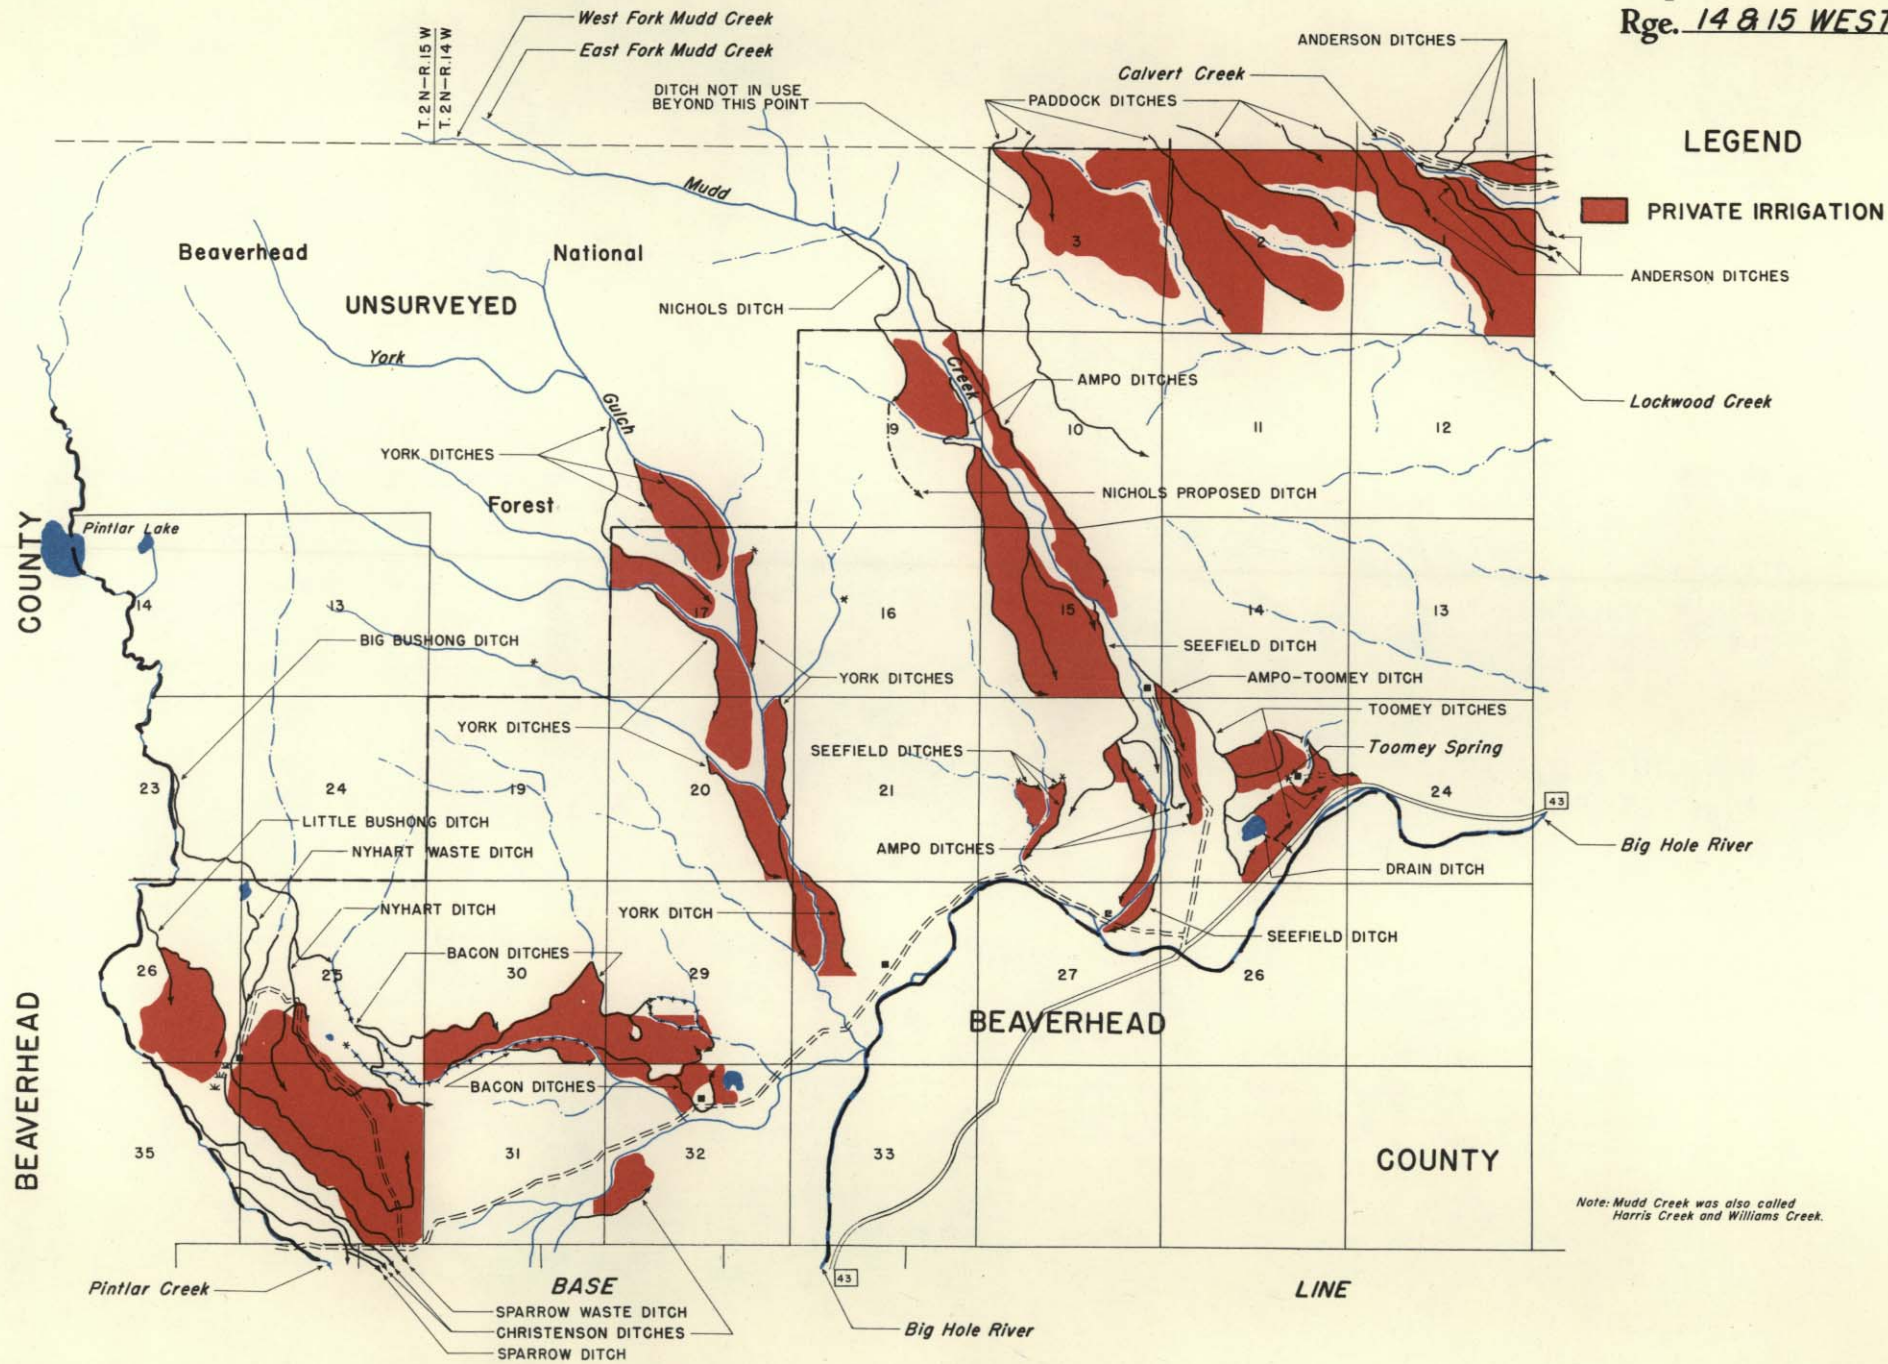 Rge. 14 & 15 WEST
West Fork Mudd Creek
East Fork Mudd Creek
T. 2 N - R. 15 W
T. 2 N - R. 14 W
DITCH NOT IN USE
BEYOND THIS POINT
ANDERSON DITCHES
Calvert Creek
PADDOCK DITCHES
LEGEND
PRIVATE IRRIGATION
Mudd
Beaverhead
National
3
2
1
ANDERSON DITCHES
UNSURVEYED
NICHOLS DITCH
York
Creek
AMPO DITCHES
Lockwood Creek
Gulch
9
10
11
12
YORK DITCHES
NICHOLS PROPOSED DITCH
Forest
COUNTY
Pintlar Lake
14
13
17
16
15
14
13
BIG BUSHONG DITCH
SEEFIELD DITCH
YORK DITCHES
AMPO-TOOMEY DITCH
TOOMEY DITCHES
YORK DITCHES
SEEFIELD DITCHES
Toomey Spring
23
24
19
20
21
24
43
LITTLE BUSHONG DITCH
NYHART WASTE DITCH
AMPO DITCHES
Big Hole River
DRAIN DITCH
NYHART DITCH
YORK DITCH
SEEFIELD DITCH
BACON DITCHES
26
25
30
29
27
26
BEAVERHEAD
BEAVERHEAD
BACON DITCHES
35
31
32
33
COUNTY
Note: Mudd Creek was also called
Harris Creek and Williams Creek.
Pintlar Creek
BASE
43
LINE
SPARROW WASTE DITCH
CHRISTENSON DITCHES
Big Hole River
SPARROW DITCH